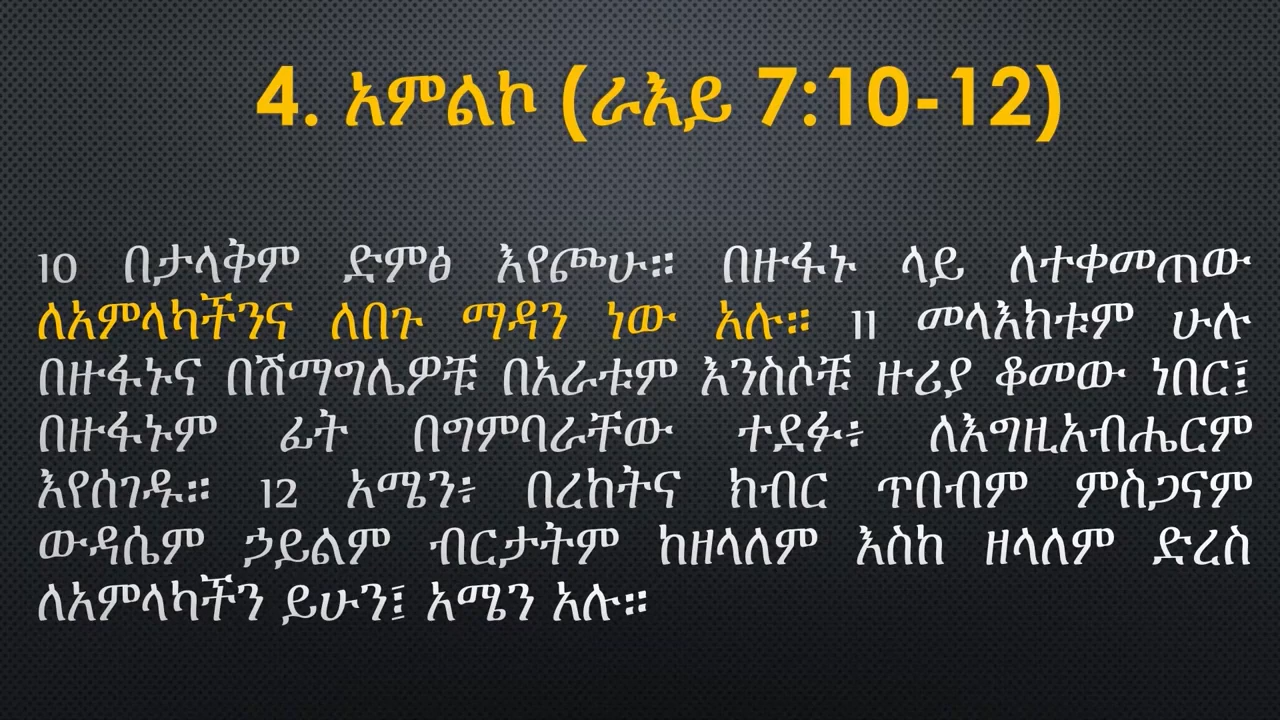 4. አምልኮ (ራእይ 7:10-12)
10 በታላቅም ድምፅ እየጮሁ። በዙፋኑ ላይ ለተቀመጠው
ለአምላካችንና ለበጉ ማዳን ነው አሉ። 11 መላእክቱም ሁሉ
በዙፋኑና በሽማግሌዎቹ በአራቱም እንስሶቹ ዙሪያ ቆመው ነበር፤
በዙፋኑም ፊት በግምባራቸው ተደፉ፥ ለእግዚአብሔርም
እየሰገዱ። 12 አሜን፥ በረከትና ክብር ጥበብም ምስጋናም
ውዳሴም ኃይልም ብርታትም ከዘላለም እስከ ዘላለም ድረስ
ለአምላካችን ይሁን፤ አሜን አሉ።